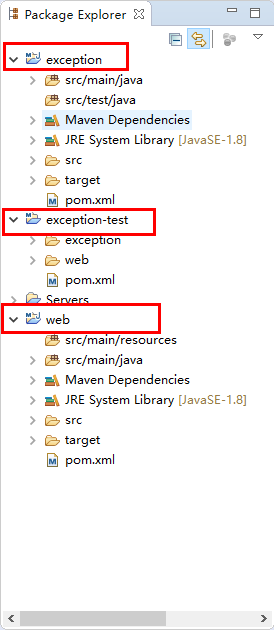 Package Explorer
exception
src/main/java
src/test/java
Maven Dependencies
JRE System Library [JavaSE-1.8]
src
target
pom.xml
exception-test
exception
web
pom.xml
Servers
web
src/main/resources
src/main/java
Maven Dependencies
JRE System Library [JavaSE-1.8]
src
target
pom.xml